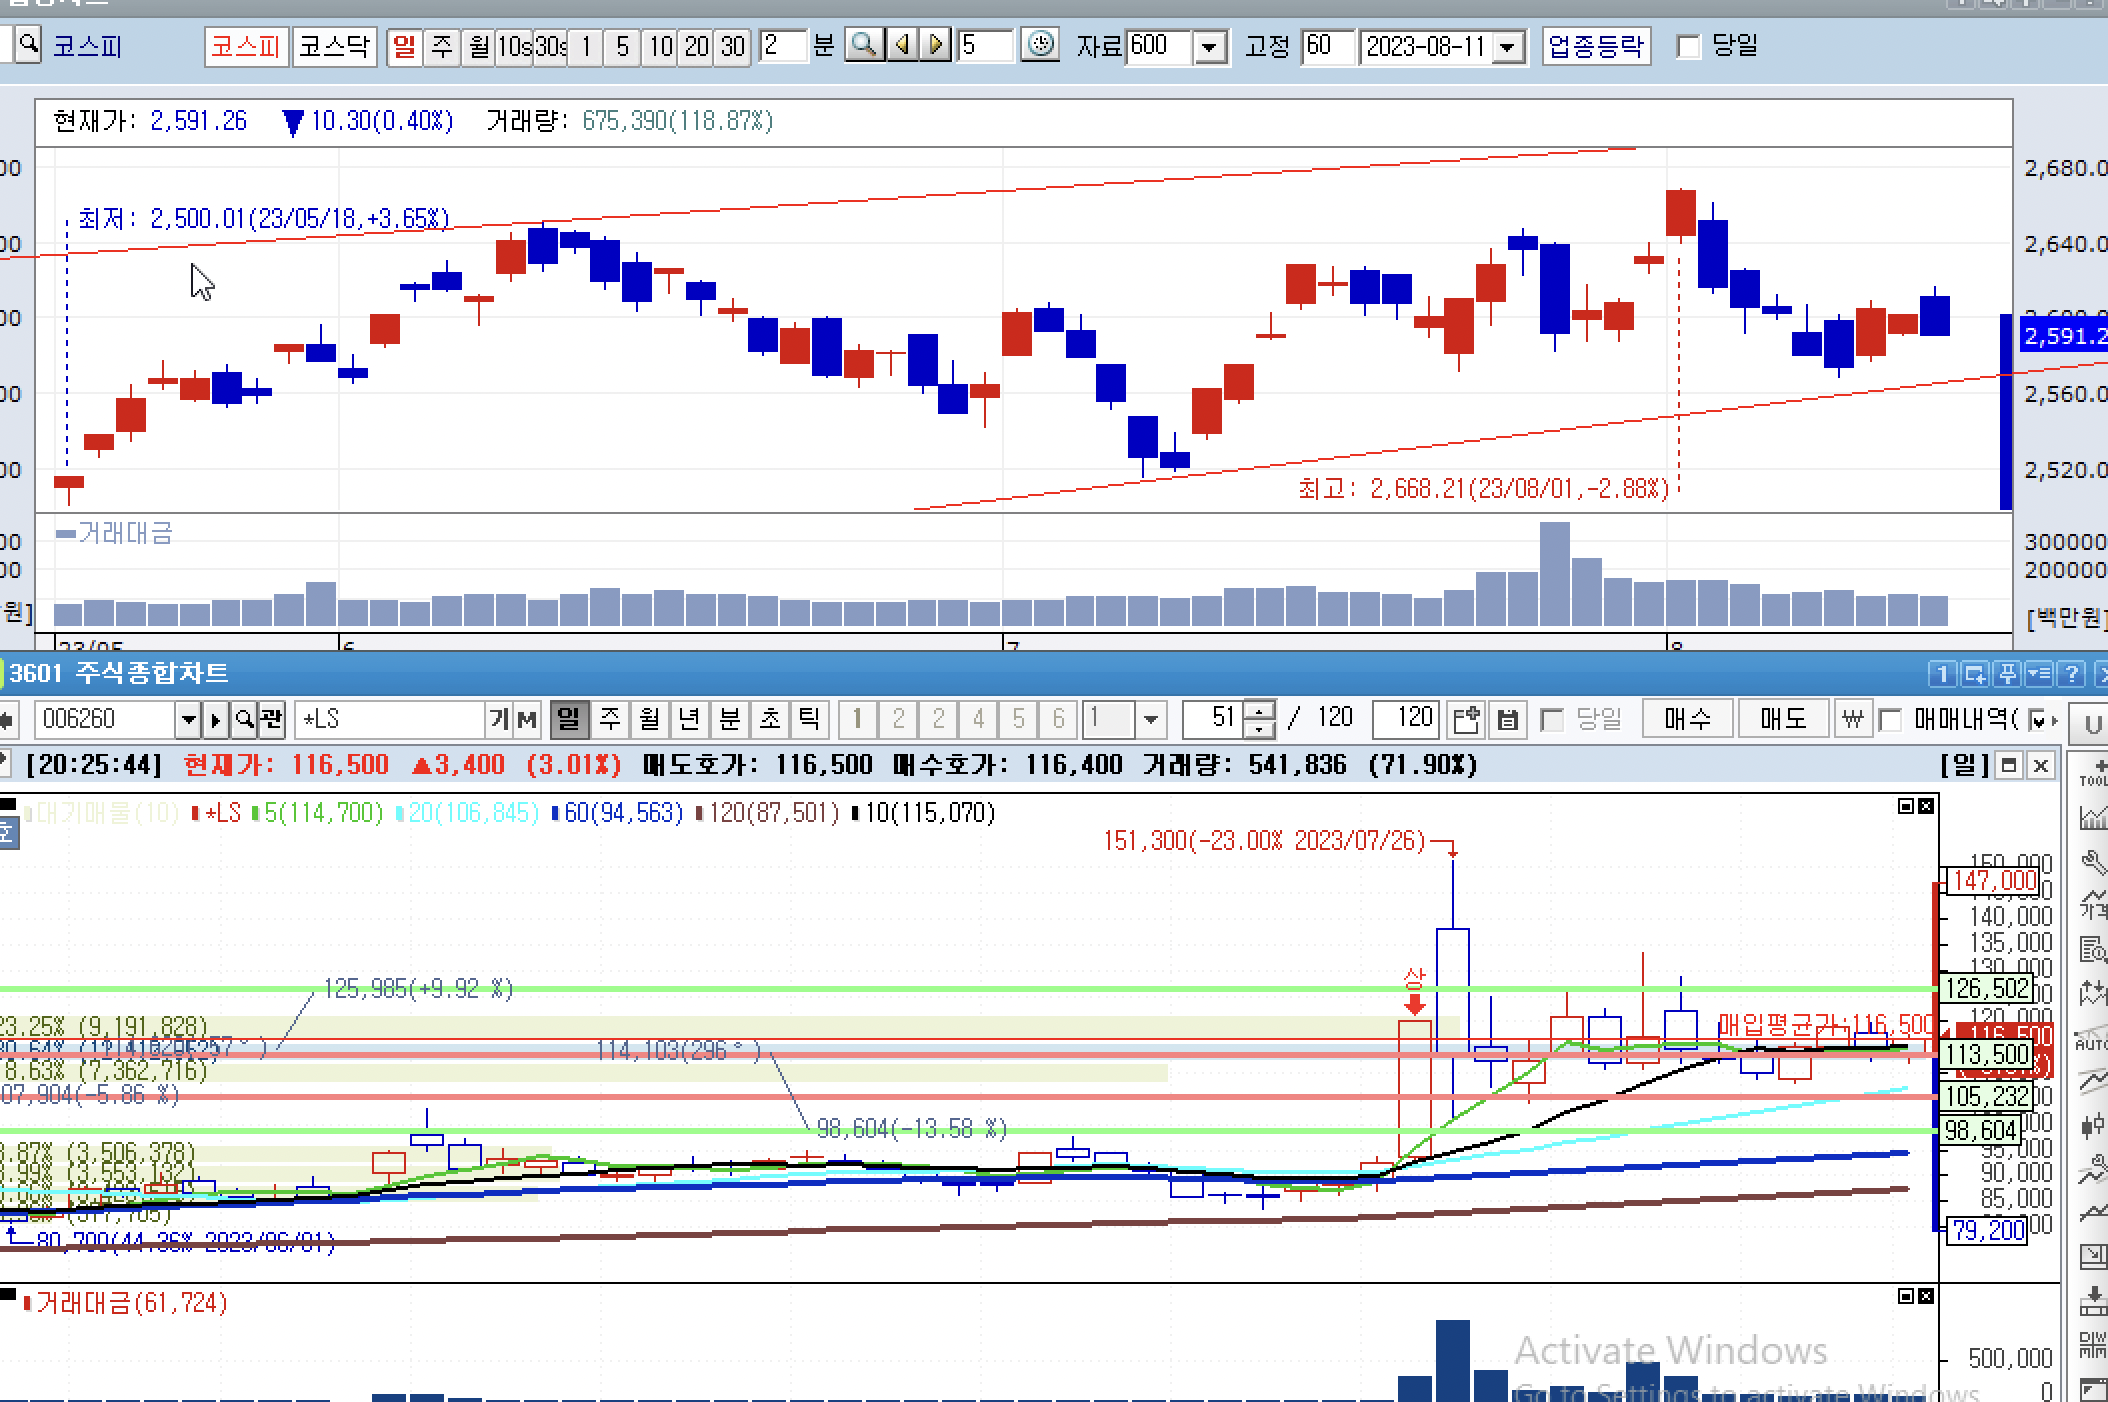 코스피 코스피 코스닥 일 주 월 10s 30s 1 5 10 20 30 2 분 5 자료 600 고정 60 2023-08-11 업종등락 당일
현재가: 2,591.26 ▼10.30(0.40%) 거래량: 675,390(118.87%)
2,680.0
최저: 2,500.01(23/05/18,+3.65%)
2,640.0
2,591.2
2,560.0
2,520.0
최고: 2,668.21(23/08/01,-2.88%)
거래대금
300000
200000
[백만원]
23/05 6 7 8
3601 주식종합차트
006260 관 *LS 기 M 일 주 월 년 분 초 틱 1 2 2 4 5 6 1 51 / 120 120 당일 매수 매도 ₩ 매매내역(
[20:25:44] 현재가: 116,500 ▲3,400 (3.01%) 매도호가: 116,500 매수호가: 116,400 거래량: 541,836 (71.90%) [일]
TOOL
대기매물(10) *LS 5(114,700) 20(106,845) 60(94,563) 120(87,501) 10(115,070)
151,300(-23.00% 2023/07/26)
150,000
147,000
140,000
135,000
130,000
상
125,985(+9.92 %)
126,502
23.25% (9,191,828)
매입평균가:116,500
116,500
114,103(296°)
113,500
8.63% (7,362,716)
07,904(-5.86 %)
105,232
98,604(-13.58 %)
98,604
3.87% (3,506,378)
95,000
90,000
85,000
80,700(44.36% 2023/06/01)
79,200
AUTO
거래대금(61,724)
500,000
0
Activate Windows
Go to Settings to activate Windows